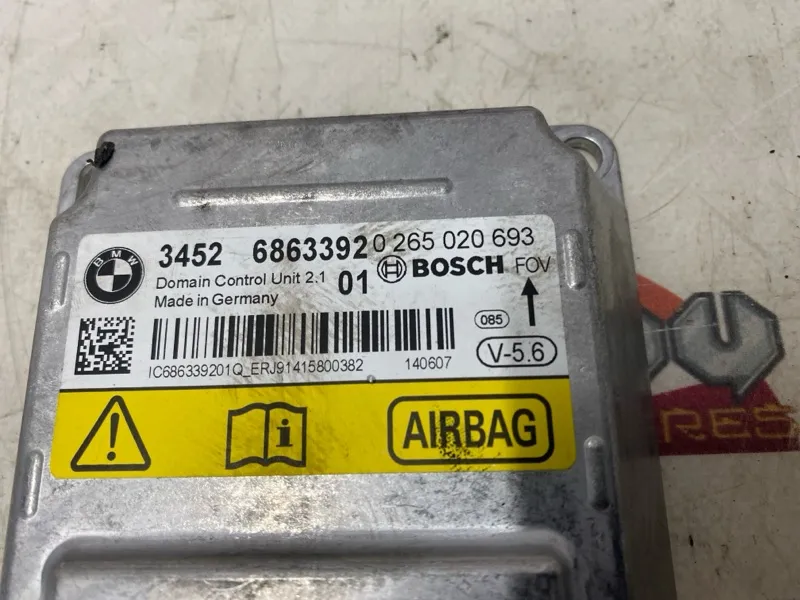 BMW
3452 6863392 0 265 020 693
Domain Control Unit 2.1 01 BOSCH FOV
Made in Germany
085
V-5.6
IC686339201Q_ERJ91415800382 140607
AIRBAG